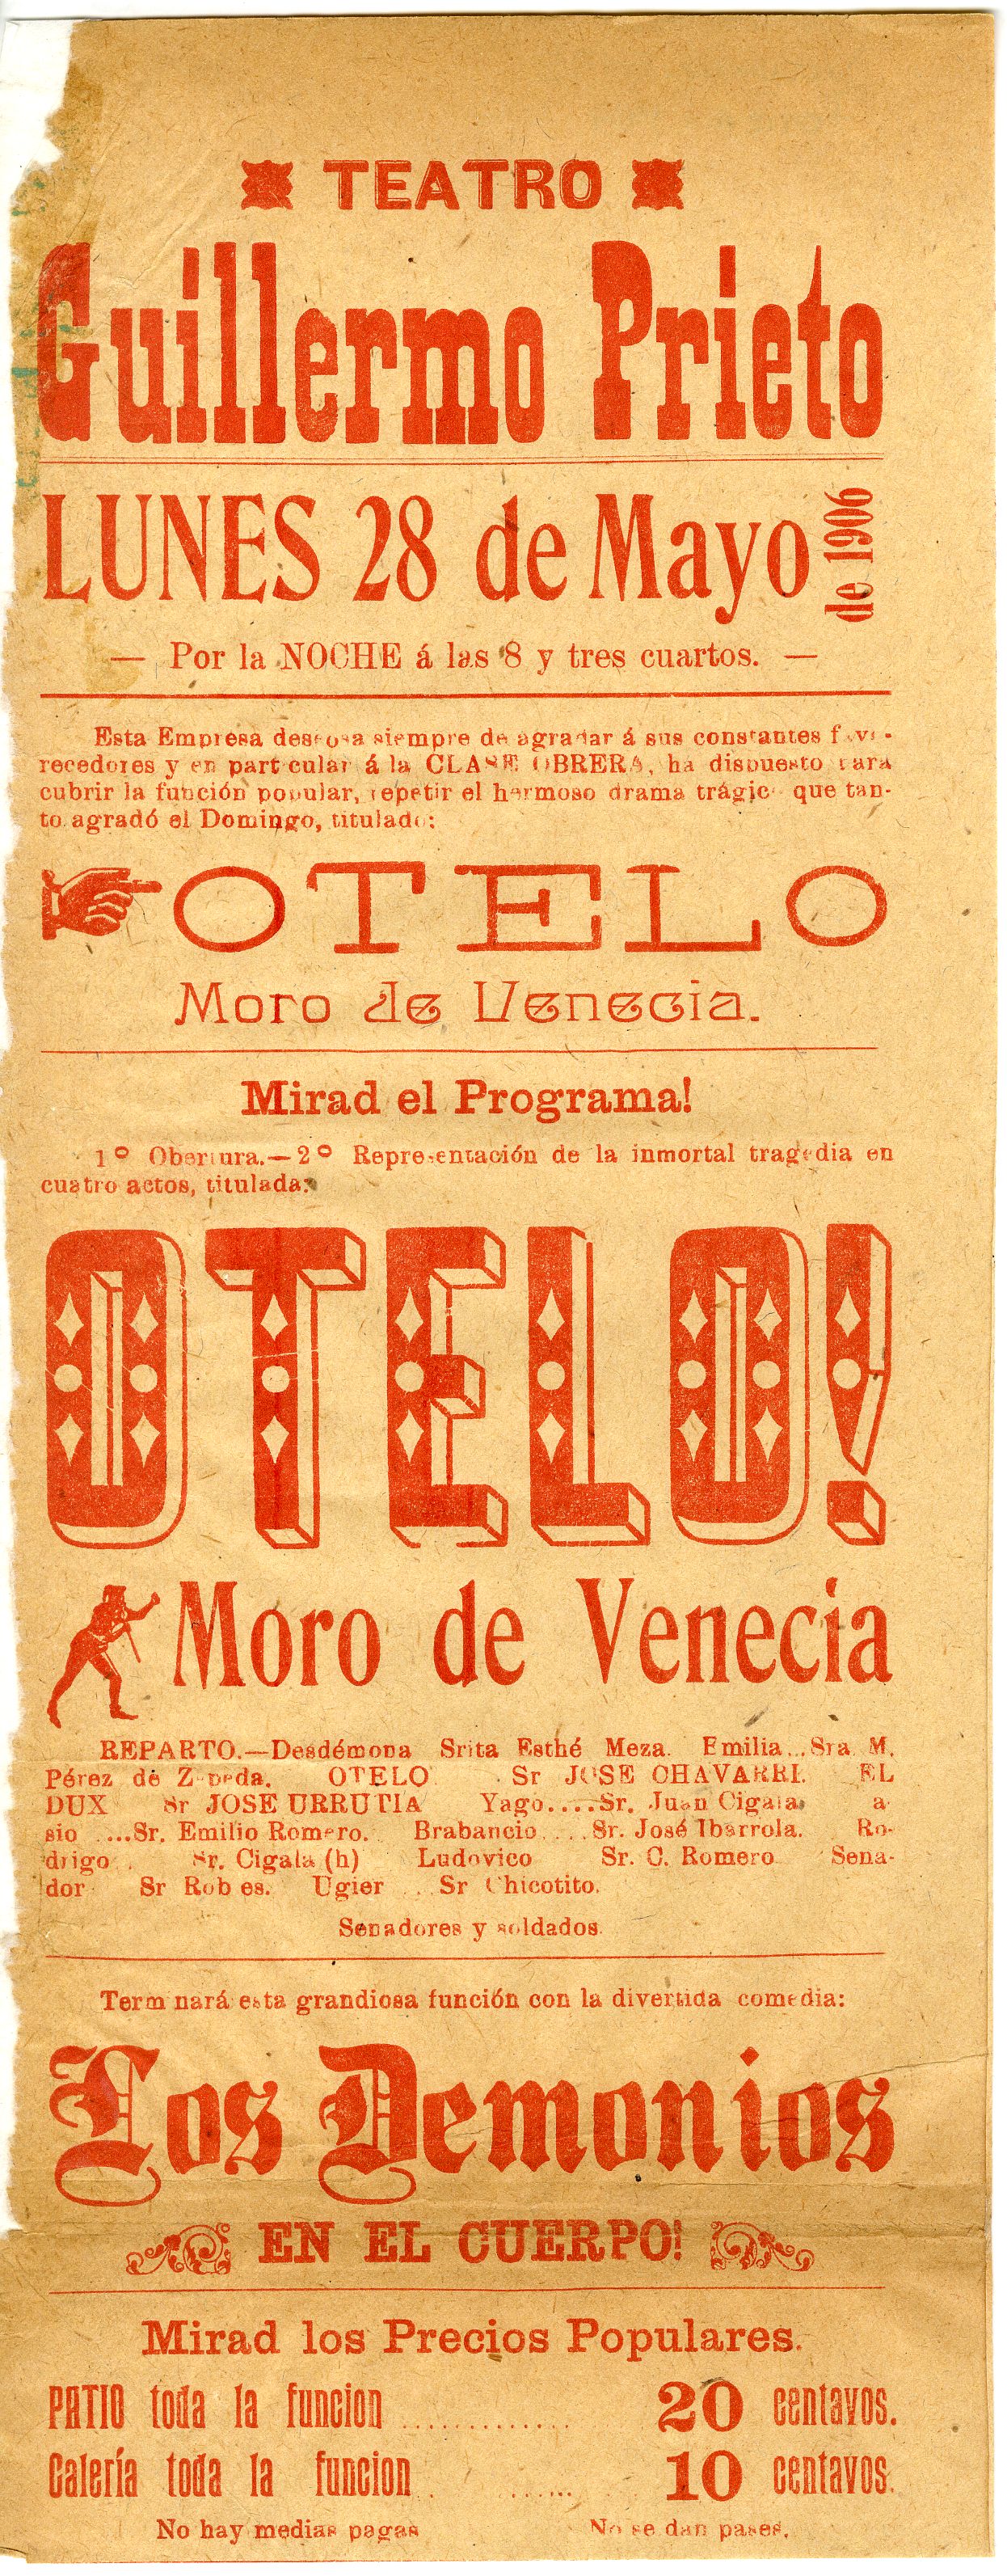 TEATRO
Guillermo Prieto
LUNES 28 de Mayo de 1906
— Por la NOCHE á las 8 y tres cuartos. —
Esta Empresa deseosa siempre de agradar á sus constantes favo-
recedores y en particular á la CLASE OBRERA, ha dispuesto para
cubrir la función popular, repetir el hermoso drama trágico que tan-
to agradó el Domingo, titulado:
OTELO
Moro de Venecia.
Mirad el Programa!
1º Obertura.—2º Representación de la inmortal tragedia en
cuatro actos, titulada:
OTELO!
Moro de Venecia
REPARTO.—Desdémona Srita Esthé Meza. Emilia...Sra. M.
Pérez de Zepeda. OTELO Sr JOSE CHAVARRI. EL
DUX Sr JOSE URRUTIA Yago....Sr. Juan Cigala a-
sio ...Sr. Emilio Romero. Brabancio....Sr. José Ibarrola. Ro-
drigo . Sr. Cigala (h) Ludovico Sr. C. Romero Sena-
dor Sr Robles. Ugier .. Sr Chicotito.
Senadores y soldados.
Terminará esta grandiosa función con la divertida comedia:
Los Demonios
EN EL CUERPO!
Mirad los Precios Populares.
PATIO toda la funcion ............. 20 centavos.
Galería toda la funcion . ...... 10 centavos.
No hay medias pagas No se dan pases.